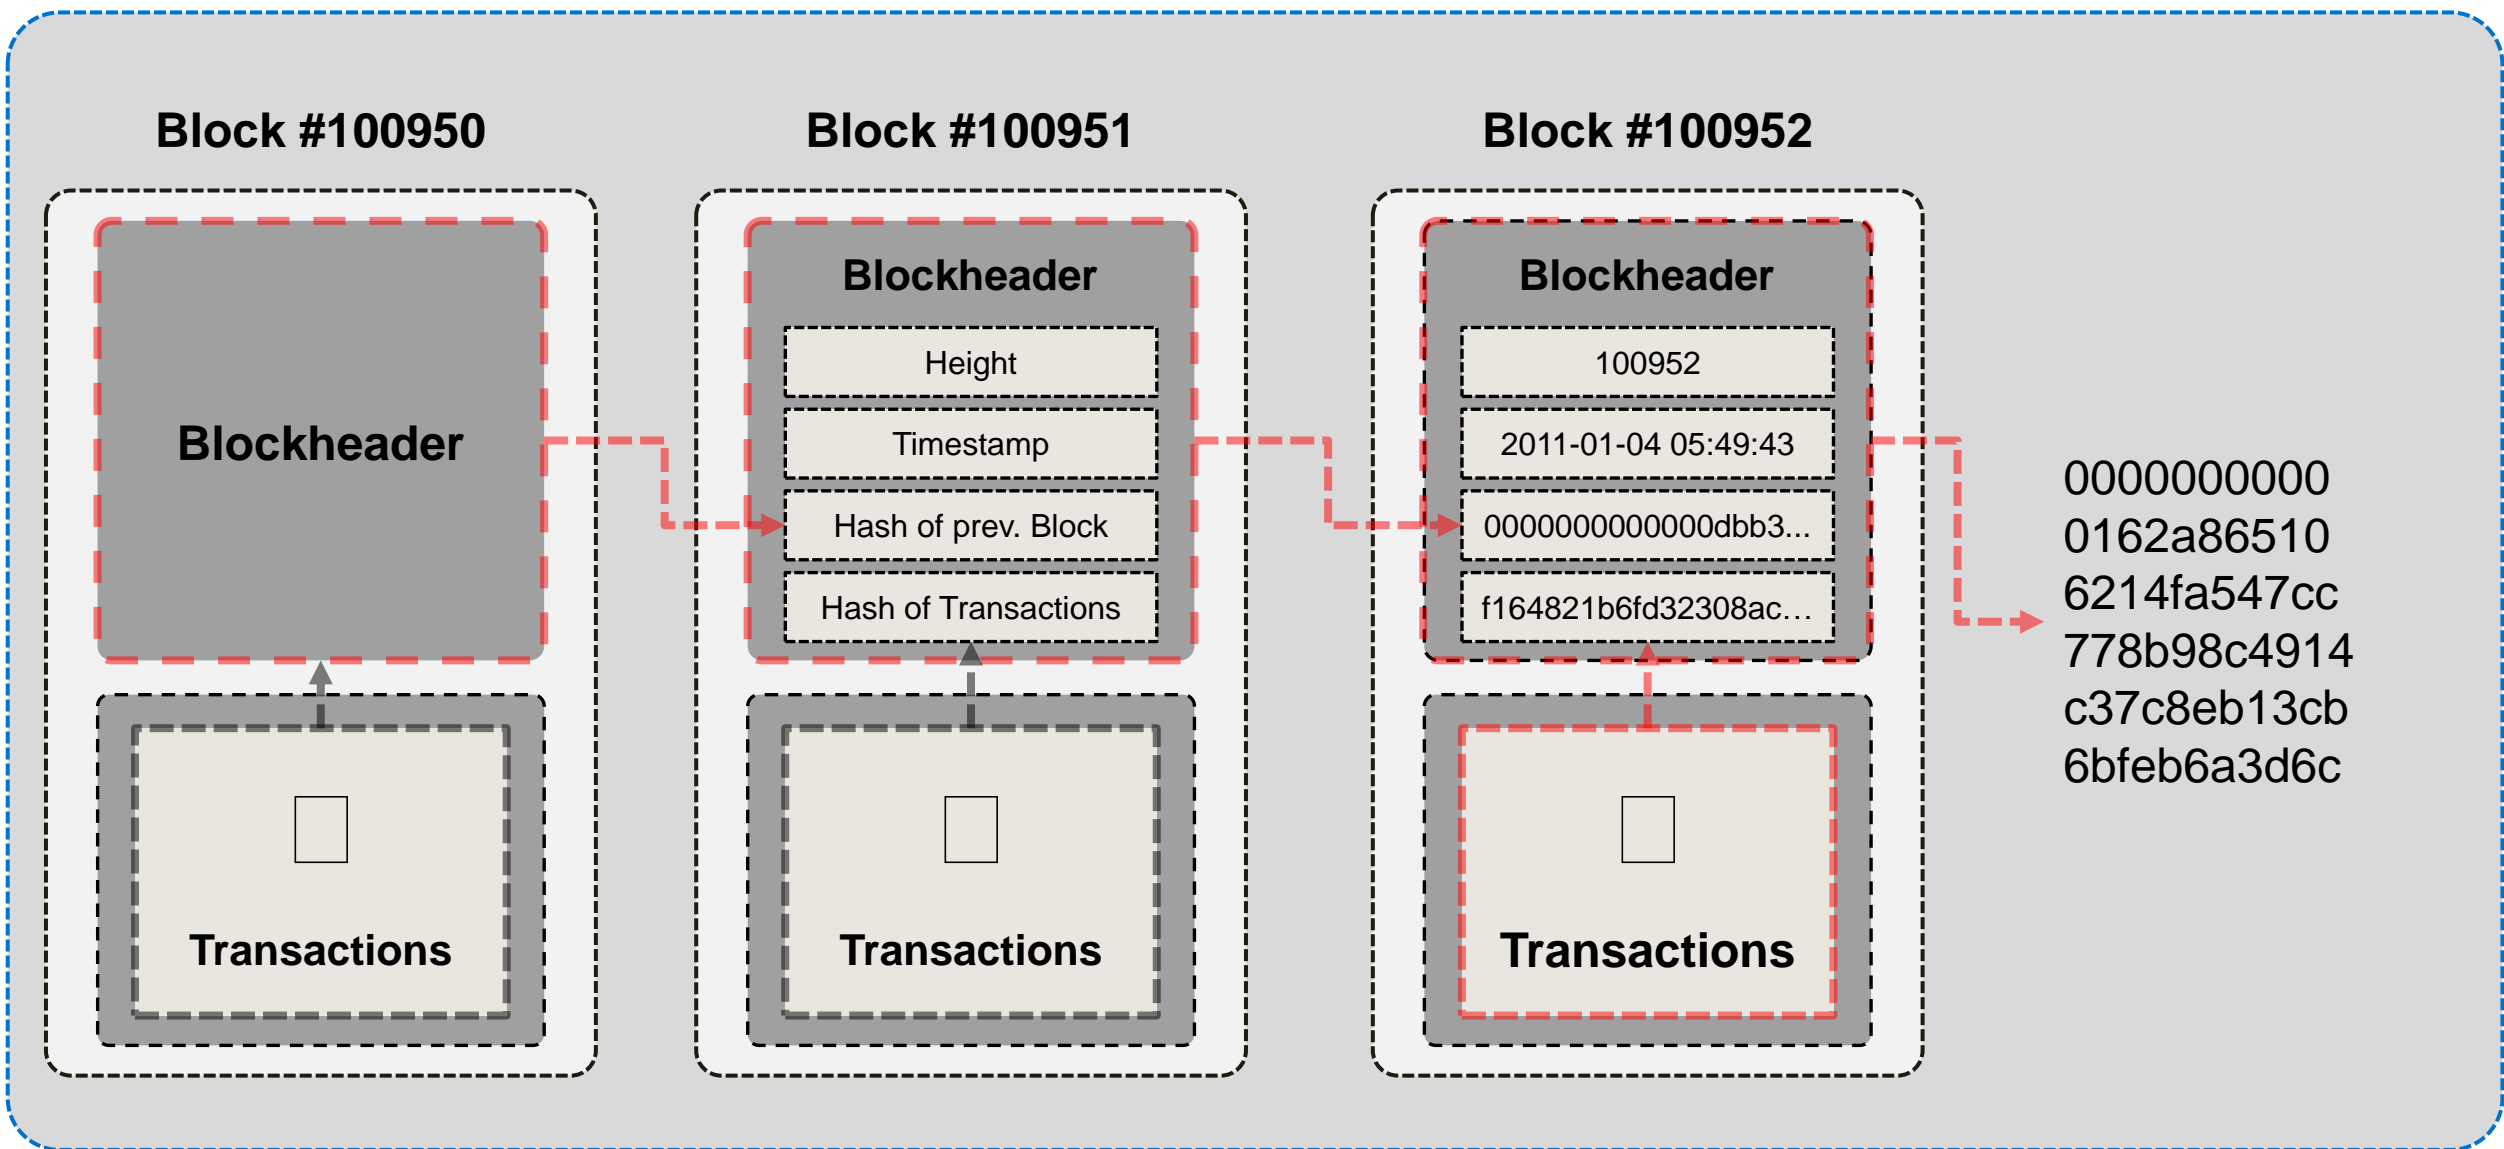 Block #100950
Blockheader
Transactions
Block #100951
Blockheader
Height
Timestamp
Hash of prev. Block
Hash of Transactions
Transactions
Block #100952
Blockheader
100952
2011-01-04 05:49:43
0000000000000dbb3...
f164821b6fd32308ac...
Transactions
0000000000
0162a86510
6214fa547cc
778b98c4914
c37c8eb13cb
6bfeb6a3d6c